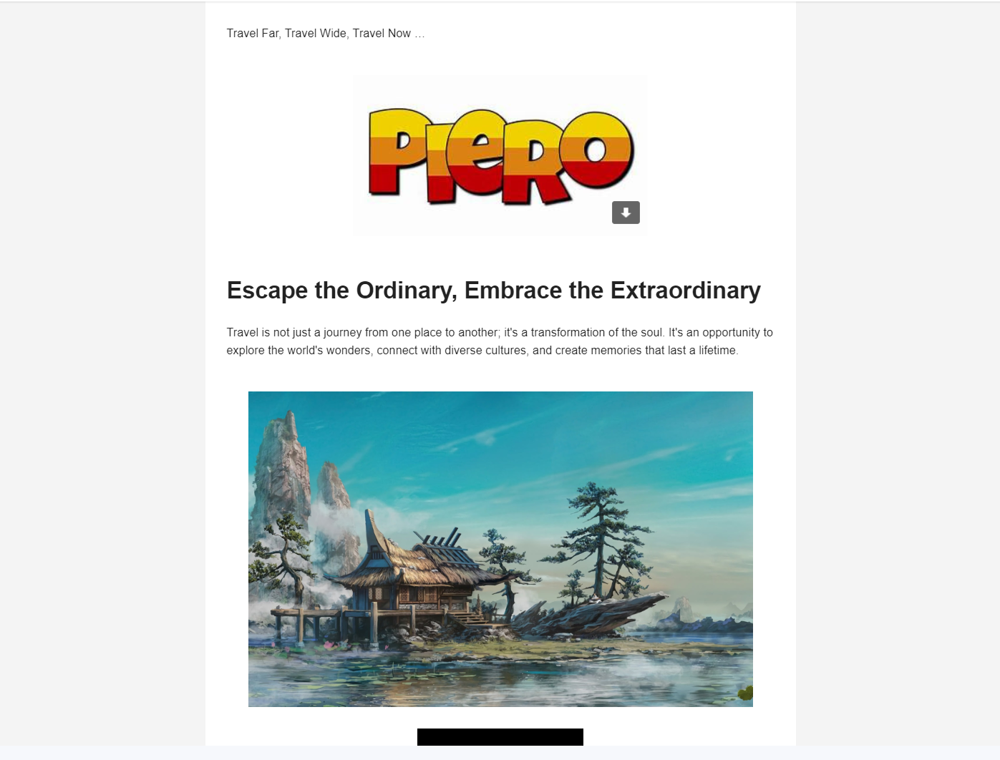 Travel Far, Travel Wide, Travel Now ...
PIeRO
Escape the Ordinary, Embrace the Extraordinary
Travel is not just a journey from one place to another; it's a transformation of the soul. It's an opportunity to
explore the world's wonders, connect with diverse cultures, and create memories that last a lifetime.